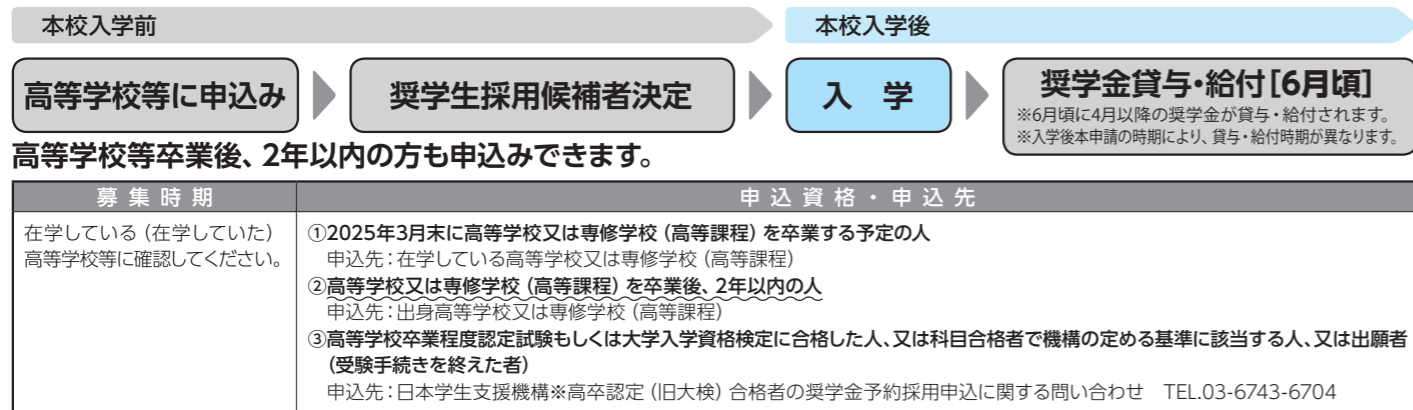 本校入学前
本校入学後
高等学校等に申込み
奨学生採用候補者決定
入 学
奨学金貸与・給付[6月頃]
※6月頃に4月以降の奨学金が貸与・給付されます。
※入学後本申請の時期により、貸与・給付時期が異なります。
高等学校等卒業後、2年以内の方も申込みできます。
募集時期
申込資格・申込先
在学している(在学していた)
高等学校等に確認してください。
①2025年3月末に高等学校又は専修学校(高等課程)を卒業する予定の人
申込先:在学している高等学校又は専修学校(高等課程)
②高等学校又は専修学校(高等課程)を卒業後、2年以内の人
申込先:出身高等学校又は専修学校(高等課程)
③高等学校卒業程度認定試験もしくは大学入学資格検定に合格した人、又は科目合格者で機構の定める基準に該当する人、又は出願者
(受験手続きを終えた者)
申込先:日本学生支援機構※高卒認定(旧大検)合格者の奨学金予約採用申込に関する問い合わせ TEL.03-6743-6704